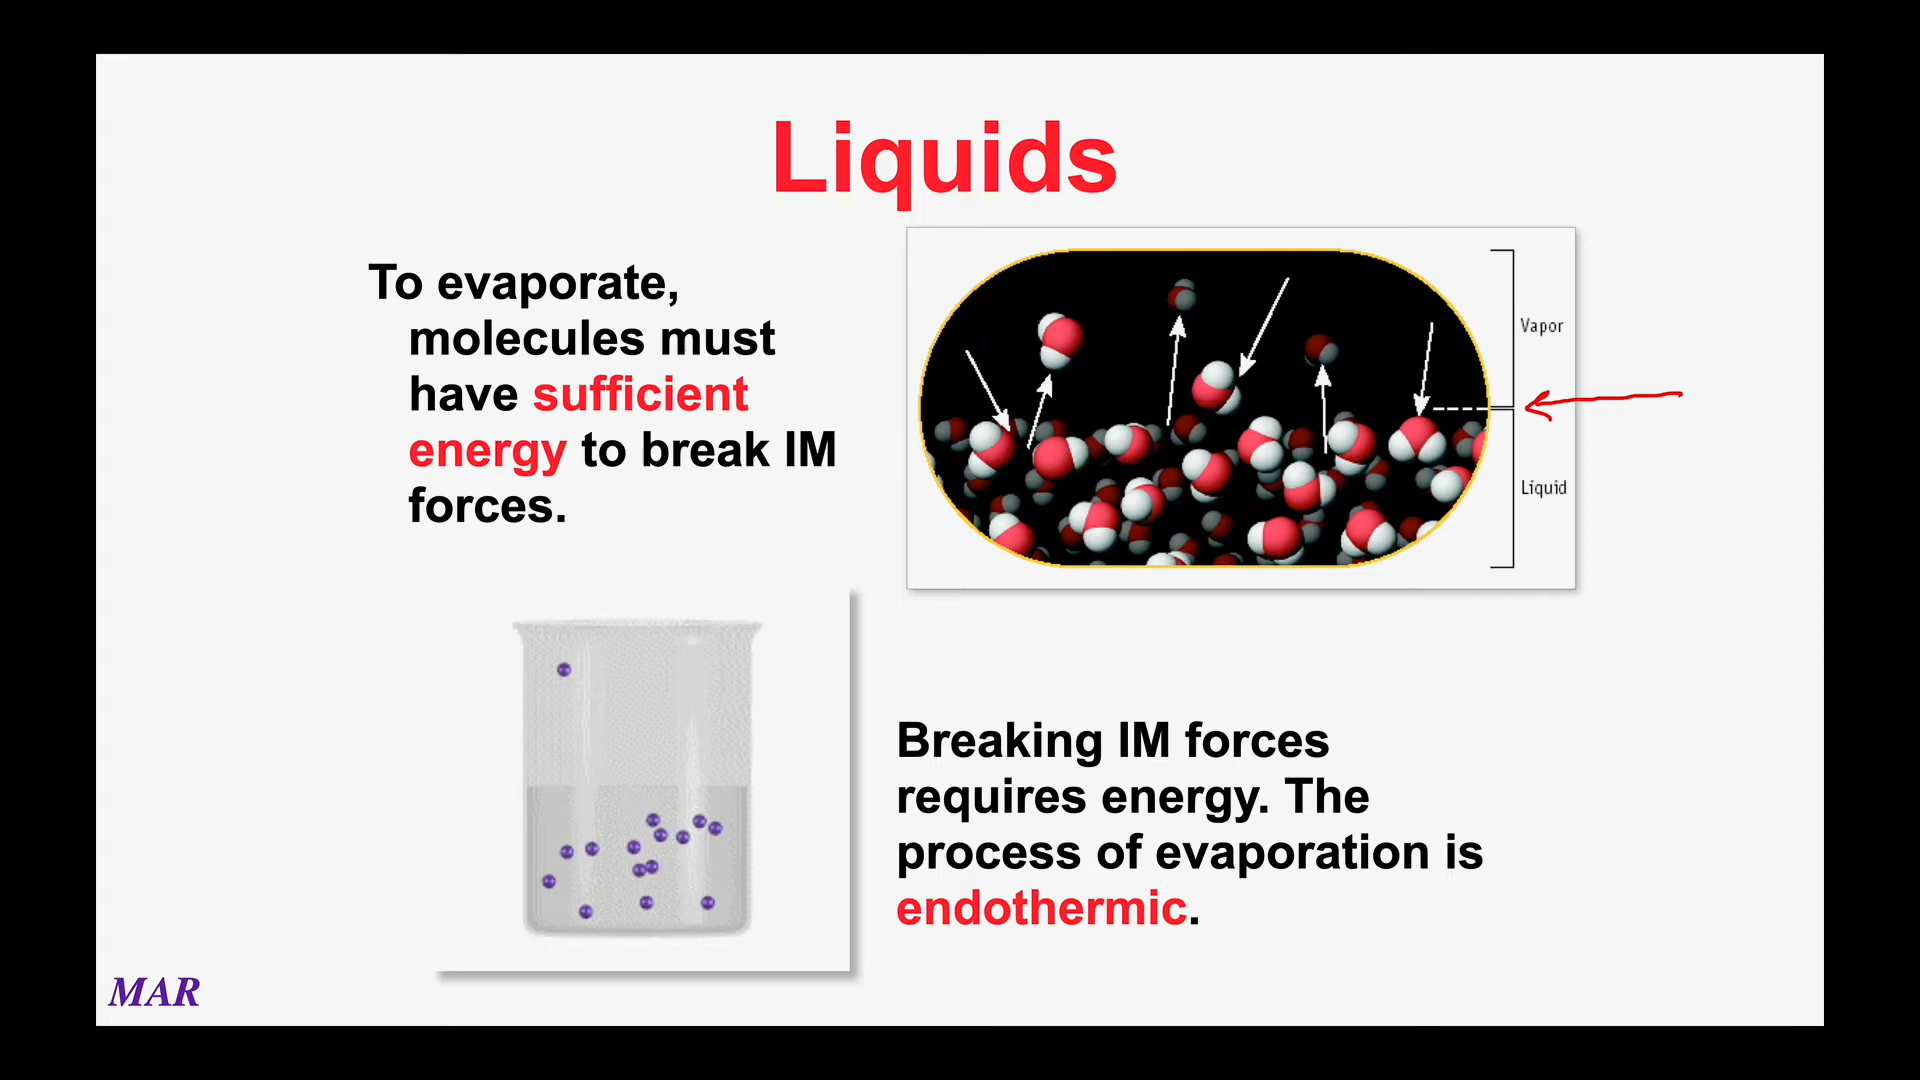 Liquids
To evaporate,
molecules must
have sufficient
energy to break IM
forces.
Vapor
Liquid
Breaking IM forces
requires energy. The
process of evaporation is
endothermic.
MAR